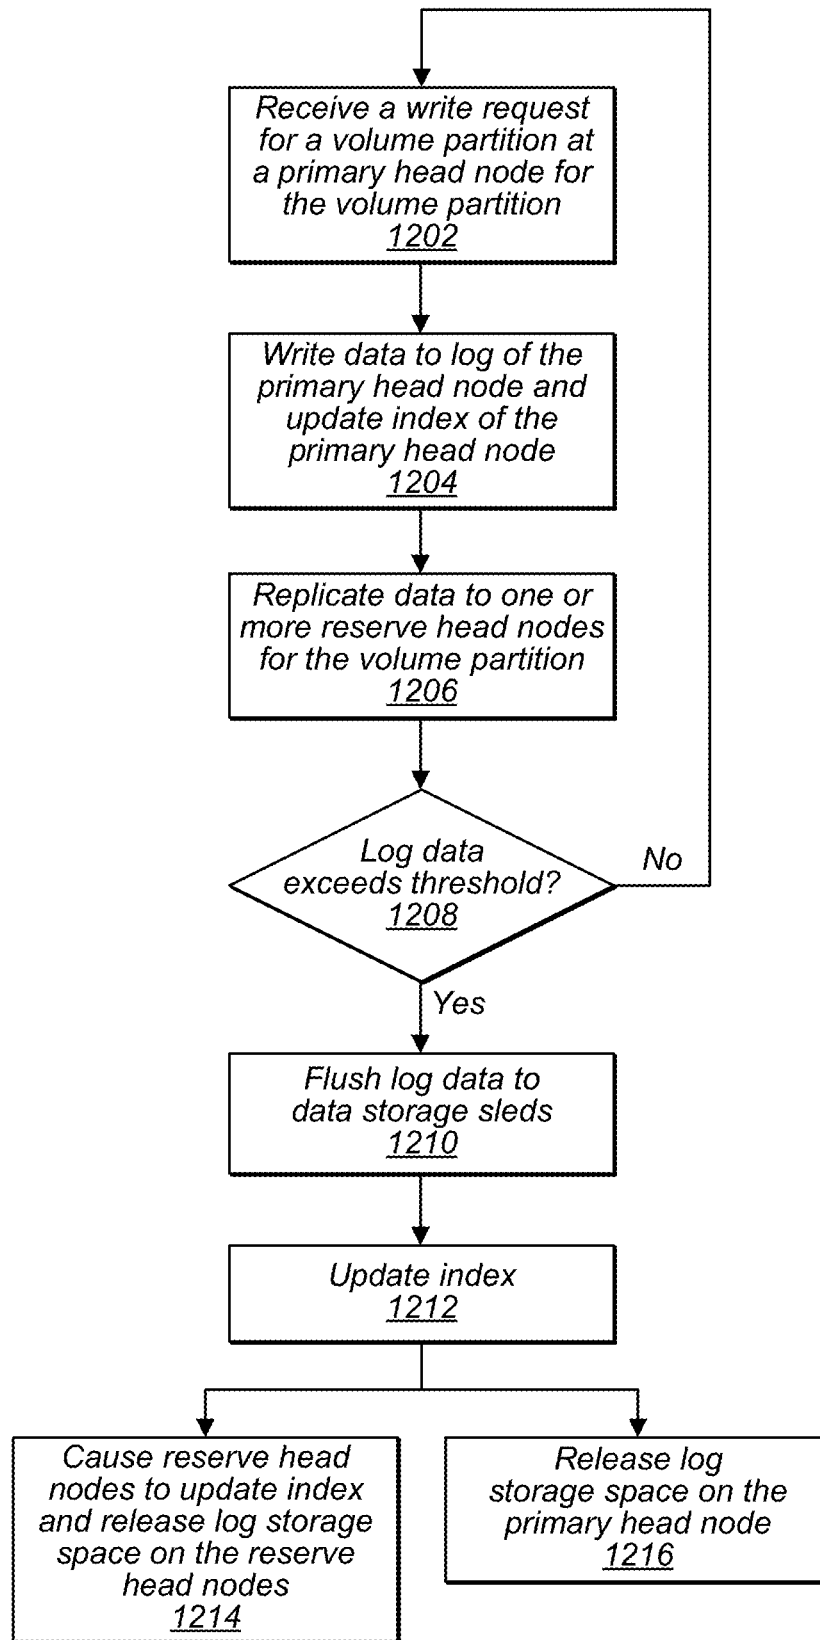 Receive a write request
for a volume partition at
a primary head node for
the volume partition
1202
Write data to log of the
primary head node and
update index of the
primary head node
1204
Replicate data to one or
more reserve head nodes
for the volume partition
1206
Log data
exceeds threshold?
1208
No
Yes
Flush log data to
data storage sleds
1210
Update index
1212
Cause reserve head
nodes to update index
and release log storage
space on the reserve
head nodes
1214
Release log
storage space on the
primary head node
1216